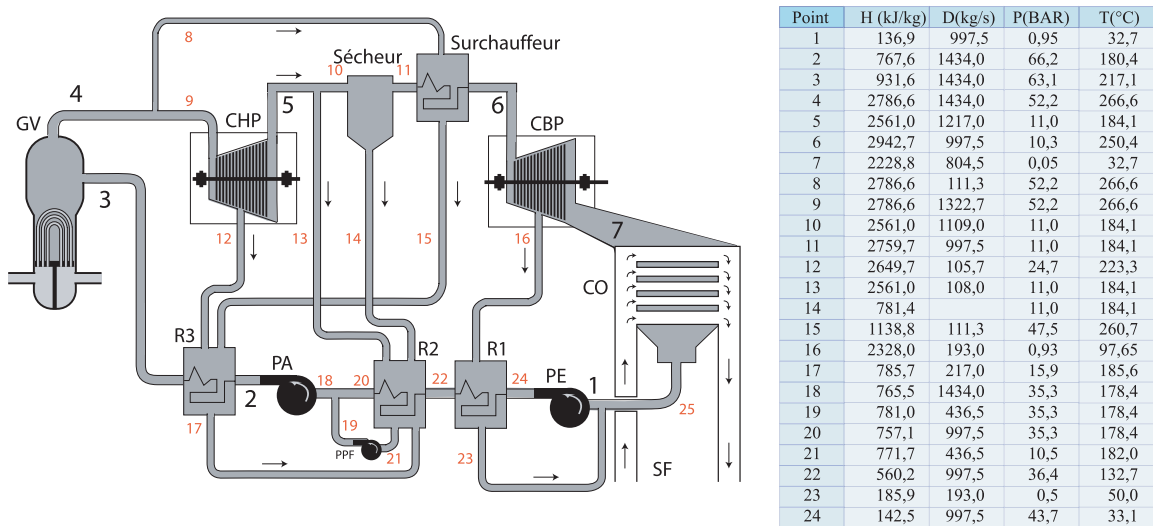 8
Surchauffeur
Sécheur
10
11
4
5
6
GV
9
CHP
CBP
3
7
12
13
14
15
16
CO
R3
R2
R1
PA
18
20
22
24
PE
1
2
25
17
19
PPF
21
23
SF
Point H (kJ/kg) D(kg/s) P(BAR) T(°C)
1 136,9 997,5 0,95 32,7
2 767,6 1434,0 66,2 180,4
3 931,6 1434,0 63,1 217,1
4 2786,6 1434,0 52,2 266,6
5 2561,0 1217,0 11,0 184,1
6 2942,7 997,5 10,3 250,4
7 2228,8 804,5 0,05 32,7
8 2786,6 111,3 52,2 266,6
9 2786,6 1322,7 52,2 266,6
10 2561,0 1109,0 11,0 184,1
11 2759,7 997,5 11,0 184,1
12 2649,7 105,7 24,7 223,3
13 2561,0 108,0 11,0 184,1
14 781,4 11,0 184,1
15 1138,8 111,3 47,5 260,7
16 2328,0 193,0 0,93 97,65
17 785,7 217,0 15,9 185,6
18 765,5 1434,0 35,3 178,4
19 781,0 436,5 35,3 178,4
20 757,1 997,5 35,3 178,4
21 771,7 436,5 10,5 182,0
22 560,2 997,5 36,4 132,7
23 185,9 193,0 0,5 50,0
24 142,5 997,5 43,7 33,1